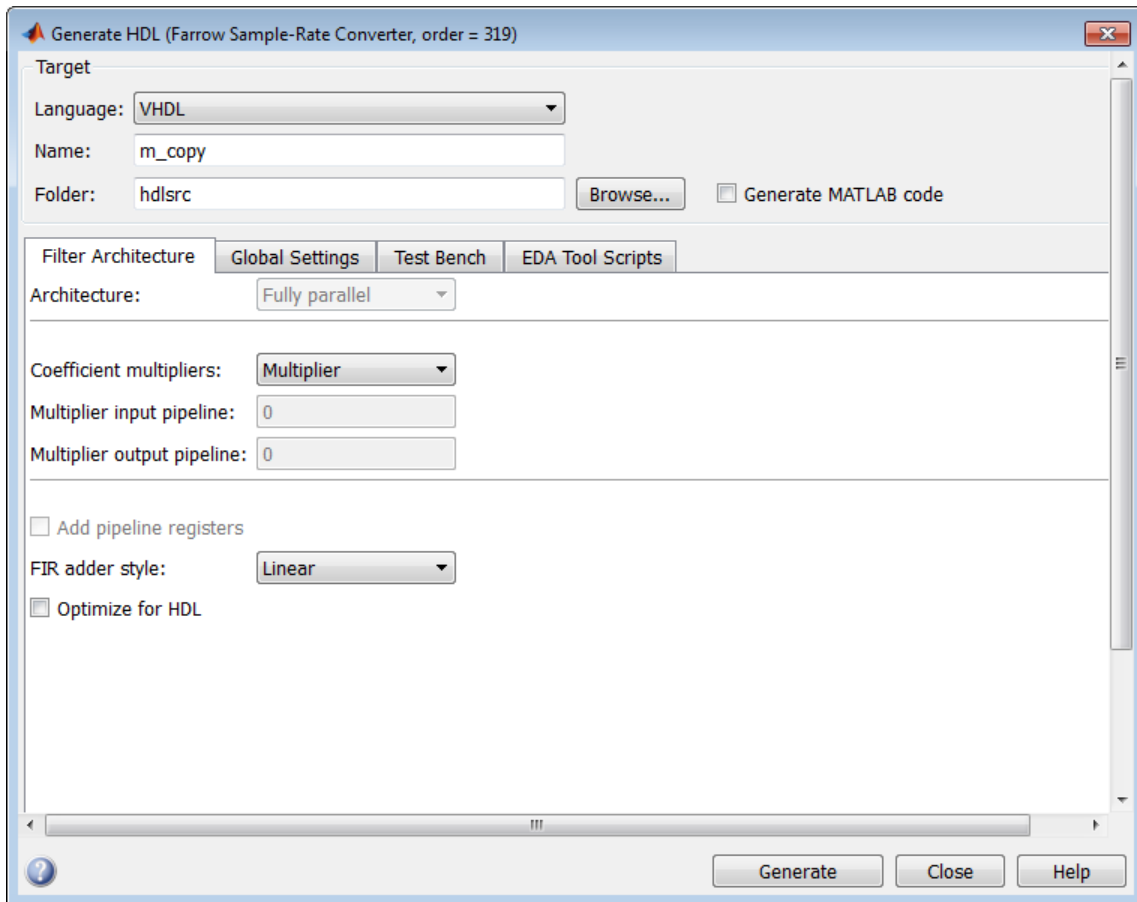 Generate HDL (Farrow Sample-Rate Converter, order = 319)
Target
Language: VHDL
Name: m_copy
Folder: hdlsrc Browse... Generate MATLAB code
Filter Architecture Global Settings Test Bench EDA Tool Scripts
Architecture: Fully parallel
Coefficient multipliers: Multiplier
Multiplier input pipeline: 0
Multiplier output pipeline: 0
Add pipeline registers
FIR adder style: Linear
Optimize for HDL
? Generate Close Help